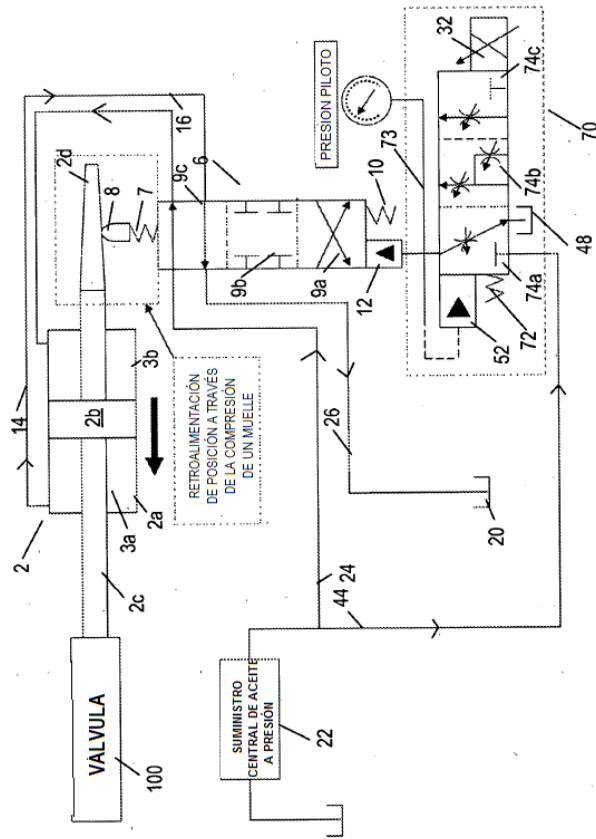 14
16
2
2d
8
7
6
9c
3b
2b
3a
2a
2c
VÁLVULA
100
RETROALIMENTACIÓN
DE POSICIÓN A TRAVÉS
DE LA COMPRESIÓN
DE UN MUELLE
9b
9a
10
12
PRESION PILOTO
73
32
74c
70
74b
74a
48
72
52
26
20
24
44
SUMINISTRO
CENTRAL DE ACEITE
A PRESIÓN
22